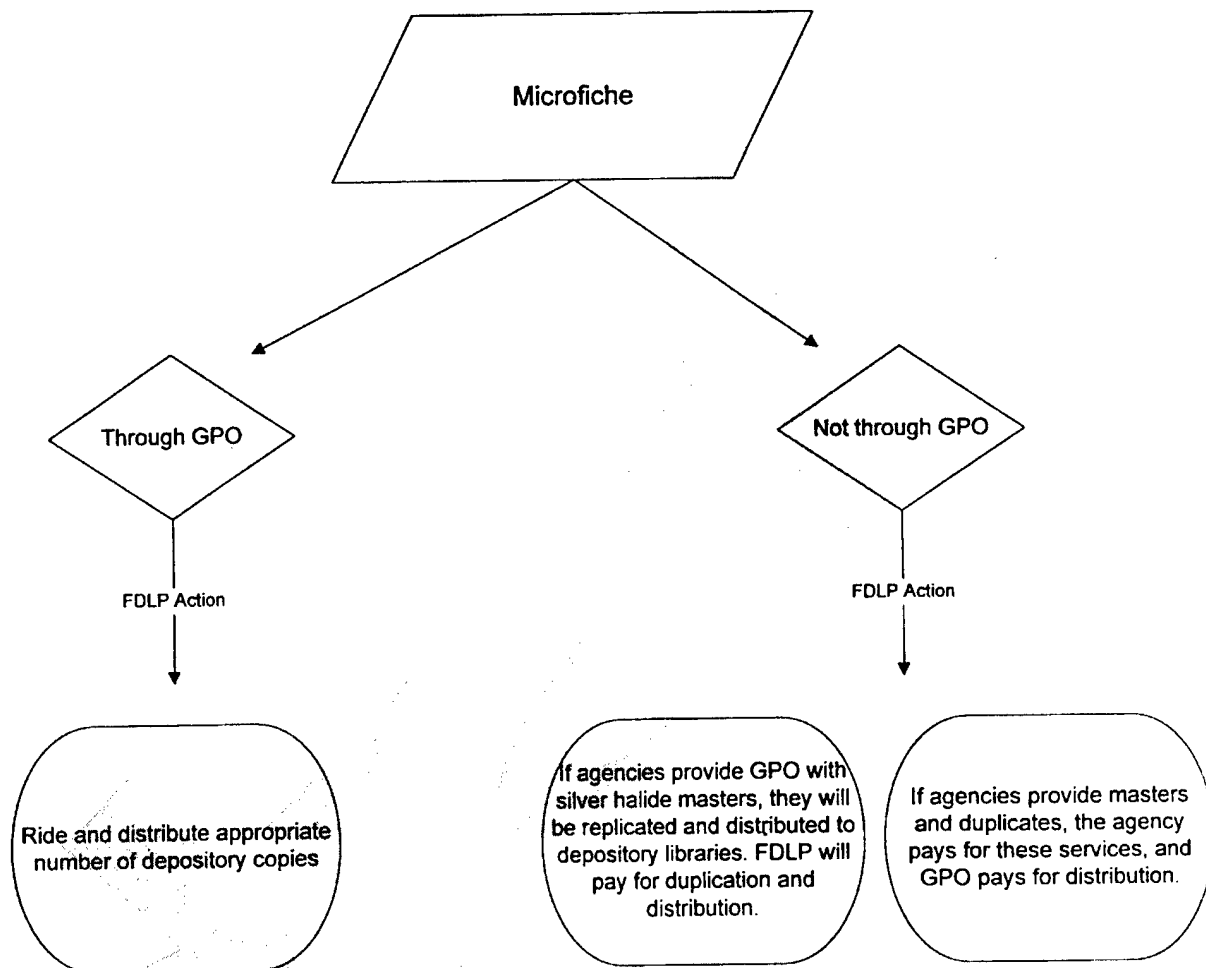 Microfiche
Through GPO
Not through GPO
FDLP Action
FDLP Action
Ride and distribute appropriate
number of depository copies
If agencies provide GPO with
silver halide masters, they will
be replicated and distributed to
depository libraries. FDLP will
pay for duplication and
distribution.
If agencies provide masters
and duplicates, the agency
pays for these services, and
GPO pays for distribution.